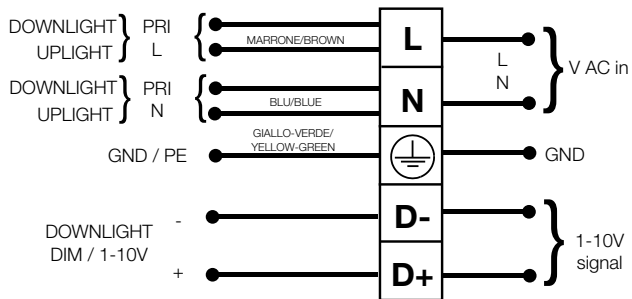 DOWNLIGHT } PRI {
UPLIGHT } L {
MARRONE/BROWN
L
L
N
} V AC in
DOWNLIGHT } PRI {
UPLIGHT } N {
BLU/BLUE
N
GND / PE
GIALLO-VERDE/
YELLOW-GREEN
GND
DOWNLIGHT
DIM / 1-10V
-
+
D-
D+
} 1-10V
signal